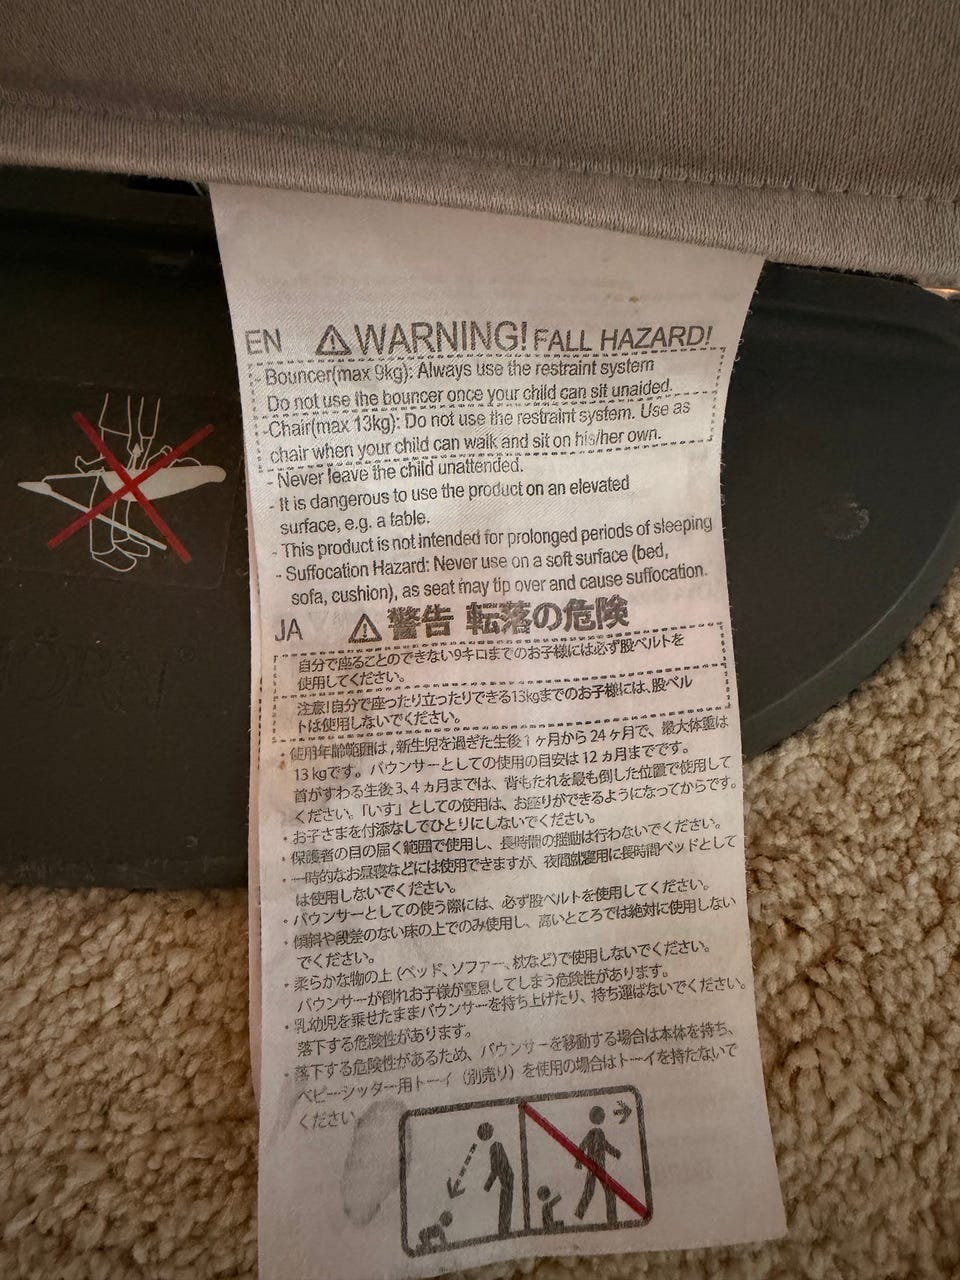 EN ⚠WARNING! FALL HAZARD!
- Bouncer(max 9kg): Always use the restraint system
Do not use the bouncer once your child can sit unaided.
-Chair(max 13kg): Do not use the restraint system. Use as
chair when your child can walk and sit on his/her own.
- Never leave the child unattended.
- It is dangerous to use the product on an elevated
surface, e.g. a table.
- This product is not intended for prolonged periods of sleeping
- Suffocation Hazard: Never use on a soft surface (bed,
sofa, cushion), as seat may tip over and cause suffocation.
JA ⚠警告 転落の危険
自分で座ることのできない9キロまでのお子様には必ず股ベルトを
使用してください。
注意!自分で座ったり立ったりできる13kgまでのお子様には、股ベル
トは使用しないでください。
・使用年齢範囲は,新生児を過ぎた生後1ヶ月から24ヶ月で、最大体重は
13kgです。バウンサーとしての使用の目安は12ヵ月までです。
首がすわる生後3、4ヵ月までは、背もたれを最も倒した位置で使用して
ください。「いす」としての使用は、お座りができるようになってからです。
・お子さまを付添なしでひとりにしないでください。
・保護者の目の届く範囲で使用し、長時間の揺動は行わないでください。
・一時的なお昼寝などには使用できますが、夜間就寝用に長時間ベッドとして
は使用しないでください。
・バウンサーとしての使う際には、必ず股ベルトを使用してください。
・傾斜や段差のない床の上でのみ使用し、高いところでは絶対に使用しない
でください。
・柔らかな物の上(ベッド、ソファー、枕など)で使用しないでください。
バウンサーが倒れお子様が窒息してしまう危険性があります。
・乳幼児を乗せたままバウンサーを持ち上げたり、持ち運ばないでください。
落下する危険性があります。
・落下する危険性があるため、バウンサーを移動する場合は本体を持ち、
ベビーシッター用トーイ(別売り)を使用の場合はトーイを持たないで
ください